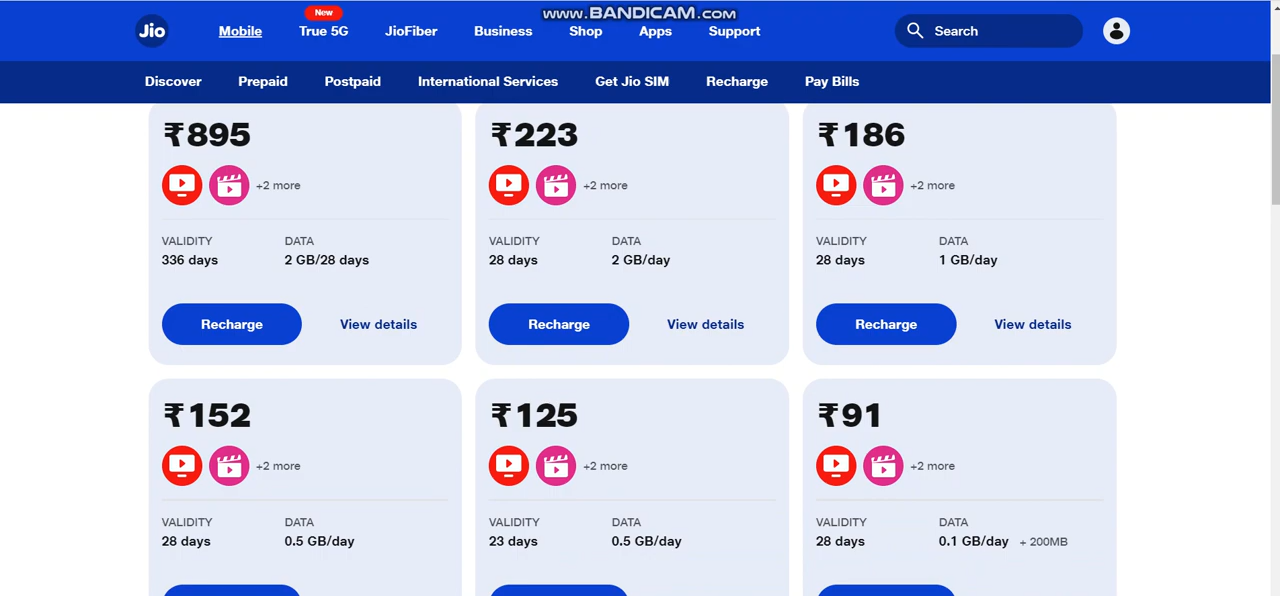 www.BANDICAM.com
New
Jio Mobile True 5G JioFiber Business Shop Apps Support Search
Discover Prepaid Postpaid International Services Get Jio SIM Recharge Pay Bills
₹895 ₹223 ₹186
+2 more +2 more +2 more
VALIDITY DATA VALIDITY DATA VALIDITY DATA
336 days 2 GB/28 days 28 days 2 GB/day 28 days 1 GB/day
Recharge View details Recharge View details Recharge View details
₹152 ₹125 ₹91
+2 more +2 more +2 more
VALIDITY DATA VALIDITY DATA VALIDITY DATA
28 days 0.5 GB/day 23 days 0.5 GB/day 28 days 0.1 GB/day + 200MB